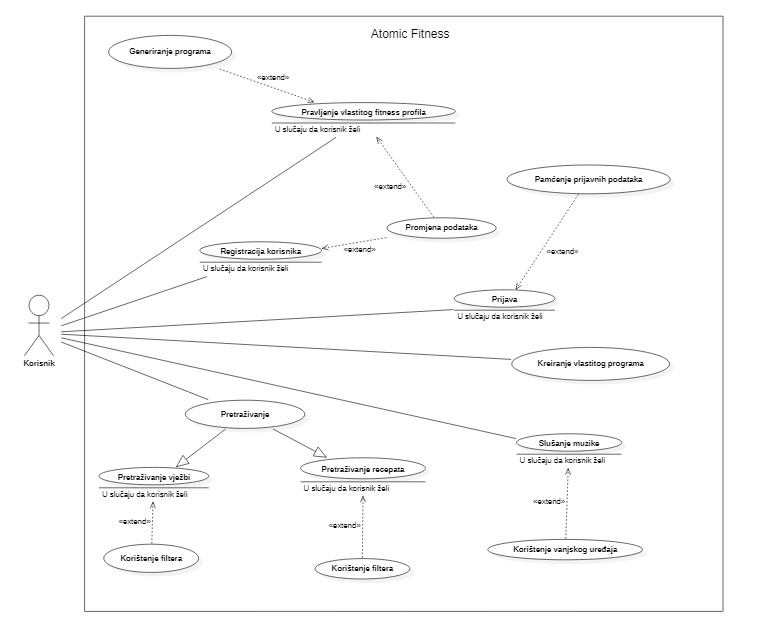 Atomic Fitness
Generiranje programa
«extend»
Pravljenje vlastitog fitness profila
U slučaju da korisnik želi
Pamćenje prijavnih podataka
«extend»
Promjena podataka
«extend»
«extend»
Registracija korisnika
U slučaju da korisnik želi
Prijava
U slučaju da korisnik želi
Korisnik
Kreiranje vlastitog programa
Pretraživanje
Slušanje muzike
U slučaju da korisnik želi
Pretraživanje vježbi
U slučaju da korisnik želi
Pretraživanje recepata
U slučaju da korisnik želi
«extend»
«extend»
«extend»
Korištenje filtera
Korištenje filtera
Korištenje vanjskog uređaja